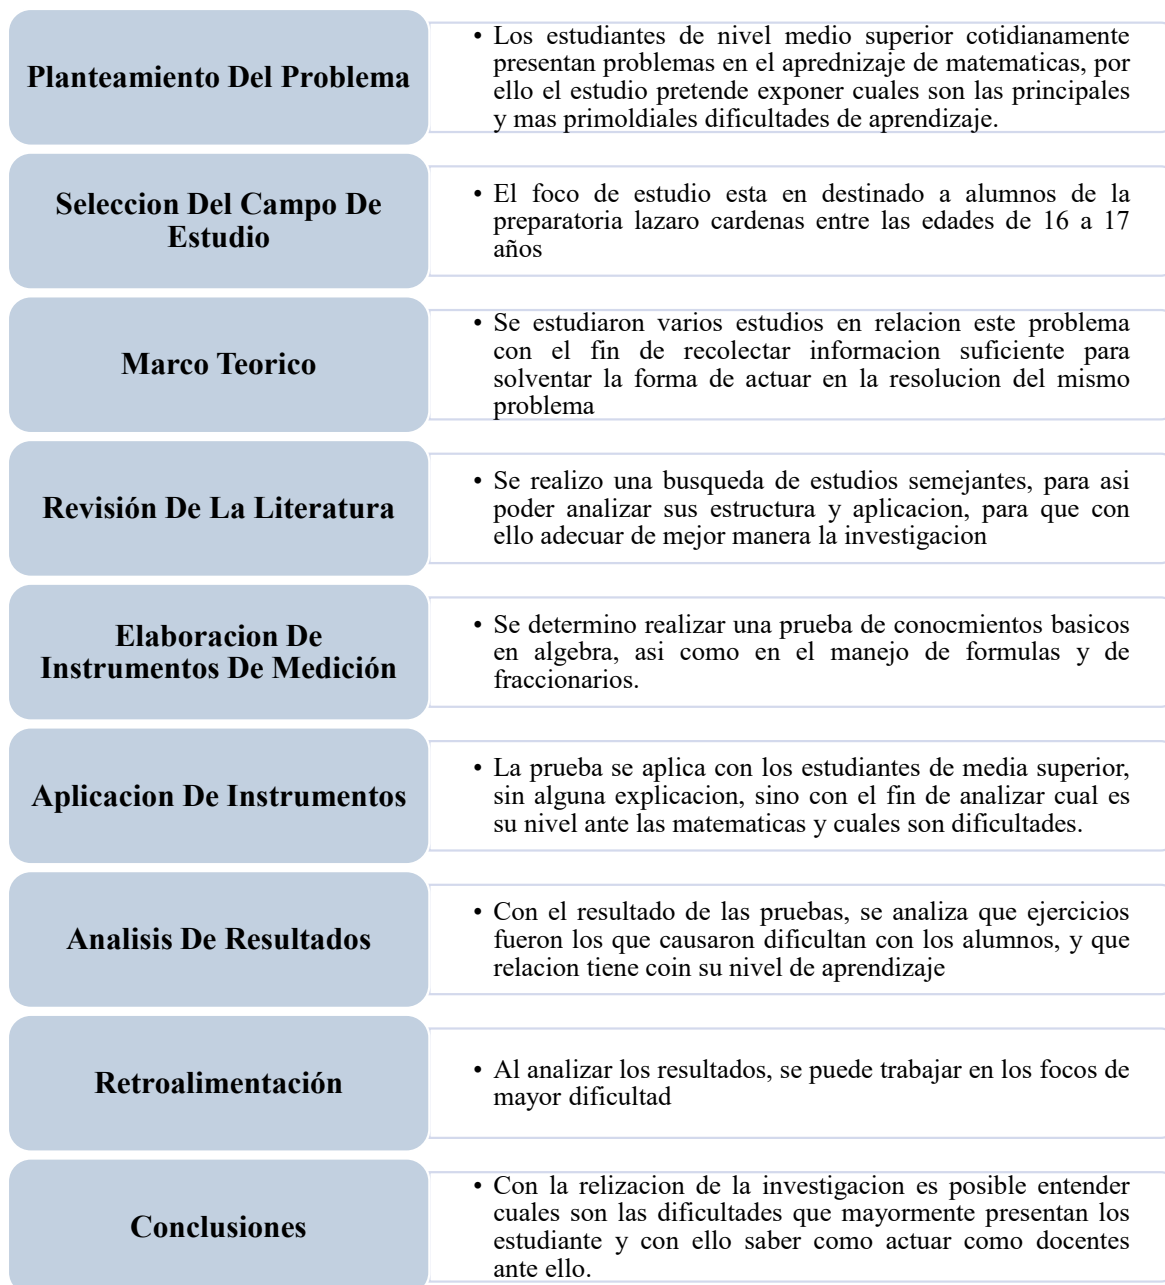 Planteamiento Del Problema
• Los estudiantes de nivel medio superior cotidianamente
presentan problemas en el aprednizaje de matematicas, por
ello el estudio pretende exponer cuales son las principales
y mas primoldiales dificultades de aprendizaje.
Seleccion Del Campo De
Estudio
• El foco de estudio esta en destinado a alumnos de la
preparatoria lazaro cardenas entre las edades de 16 a 17
años
Marco Teorico
• Se estudiaron varios estudios en relacion este problema
con el fin de recolectar informacion suficiente para
solventar la forma de actuar en la resolucion del mismo
problema
Revisión De La Literatura
• Se realizo una busqueda de estudios semejantes, para asi
poder analizar sus estructura y aplicacion, para que con
ello adecuar de mejor manera la investigacion
Elaboracion De
Instrumentos De Medición
• Se determino realizar una prueba de conocmientos basicos
en algebra, asi como en el manejo de formulas y de
fraccionarios.
Aplicacion De Instrumentos
• La prueba se aplica con los estudiantes de media superior,
sin alguna explicacion, sino con el fin de analizar cual es
su nivel ante las matematicas y cuales son dificultades.
Analisis De Resultados
• Con el resultado de las pruebas, se analiza que ejercicios
fueron los que causaron dificultan con los alumnos, y que
relacion tiene coin su nivel de aprendizaje
Retroalimentación
• Al analizar los resultados, se puede trabajar en los focos de
mayor dificultad
Conclusiones
• Con la relizacion de la investigacion es posible entender
cuales son las dificultades que mayormente presentan los
estudiante y con ello saber como actuar como docentes
ante ello.